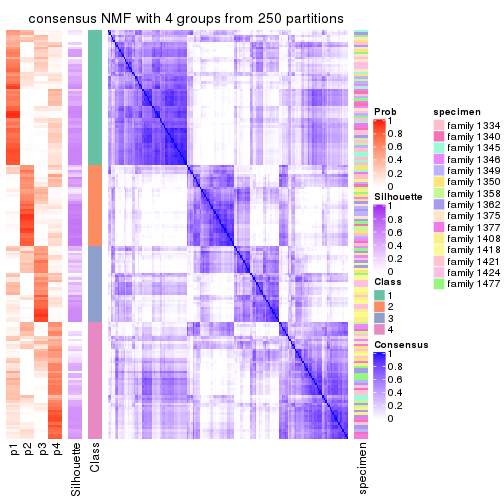 consensus NMF with 4 groups from 250 partitions
Prob
1
0.8
0.6
0.4
0.2
0
Silhouette
1
0.8
0.6
0.4
0.2
0
Class
1
2
3
4
Consensus
1
0.8
0.6
0.4
0.2
0
specimen
family 1334
family 1340
family 1345
family 1346
family 1349
family 1350
family 1358
family 1362
family 1375
family 1377
family 1408
family 1418
family 1421
family 1424
family 1477
p1
p2
p3
p4
Silhouette
Class
specimen